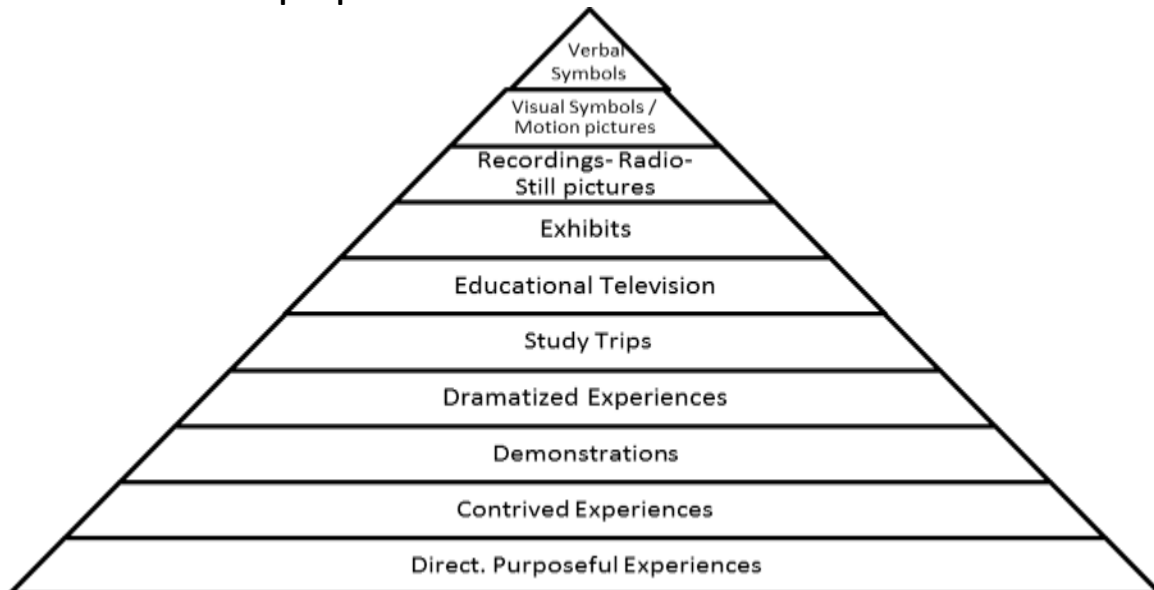 Verbal
Symbols
Visual Symbols /
Motion pictures
Recordings- Radio-
Still pictures
Exhibits
Educational Television
Study Trips
Dramatized Experiences
Demonstrations
Contrived Experiences
Direct. Purposeful Experiences